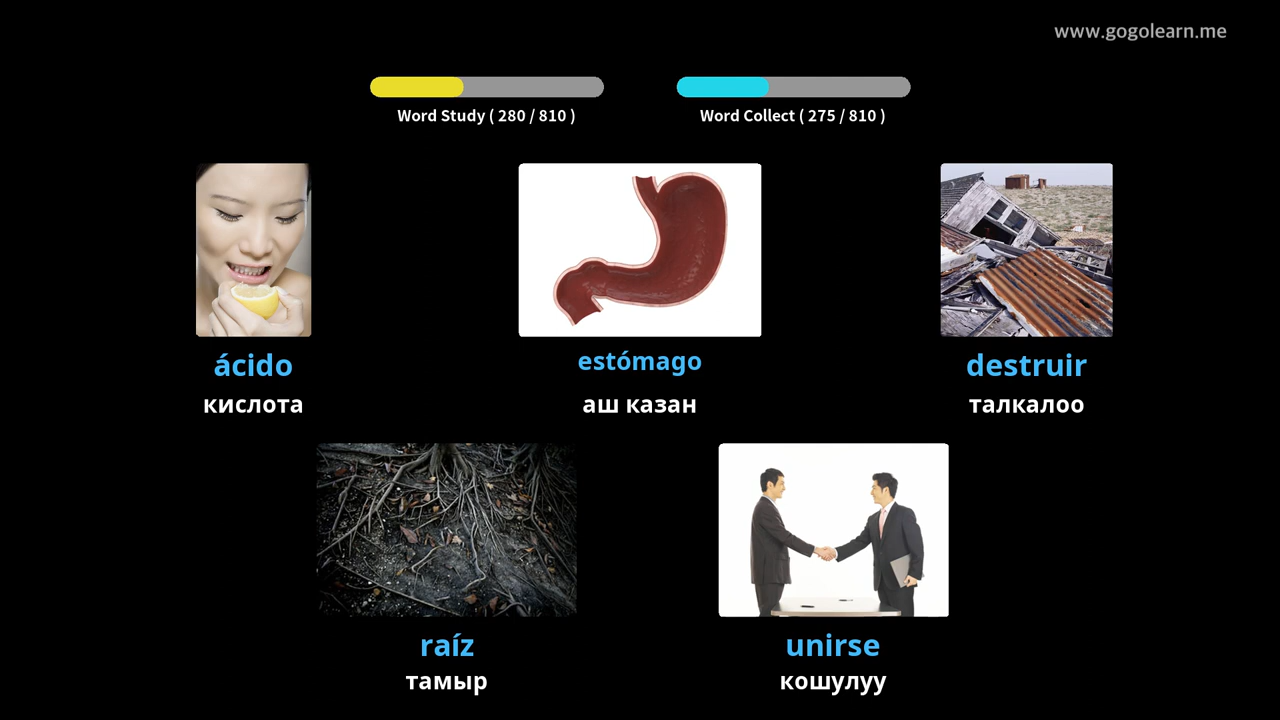 www.gogolearn.me
Word Study ( 280 / 810 )
Word Collect ( 275 / 810 )
ácido
кислота
estómago
аш казан
destruir
талкалоо
raíz
тамыр
unirse
кошулуу